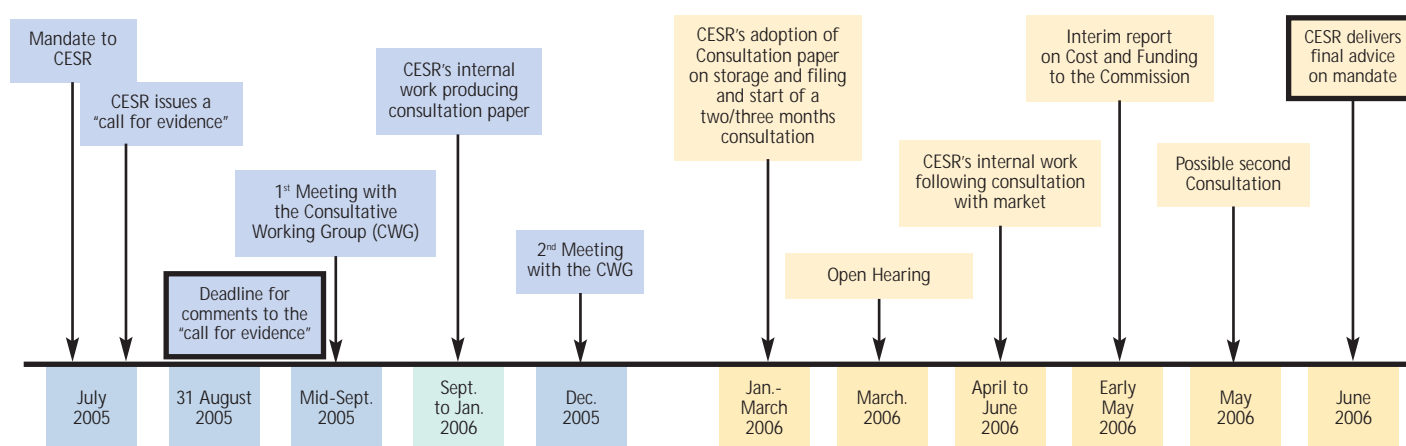 Mandate to
CESR
CESR issues a
“call for evidence”
Deadline for
comments to the
“call for evidence”
1st Meeting with
the Consultative
Working Group (CWG)
CESR’s internal
work producing
consultation paper
2nd Meeting
with the CWG
CESR’s adoption of
Consultation paper
on storage and filing
and start of a
two/three months
consultation
Open Hearing
CESR’s internal work
following consultation
with market
Interim report
on Cost and Funding
to the Commission
Possible second
Consultation
CESR delivers
final advice
on mandate
July
2005
31 August
2005
Mid-Sept.
2005
Sept.
to Jan.
2006
Dec.
2005
Jan.-
March
2006
March.
2006
April to
June
2006
Early
May
2006
May
2006
June
2006